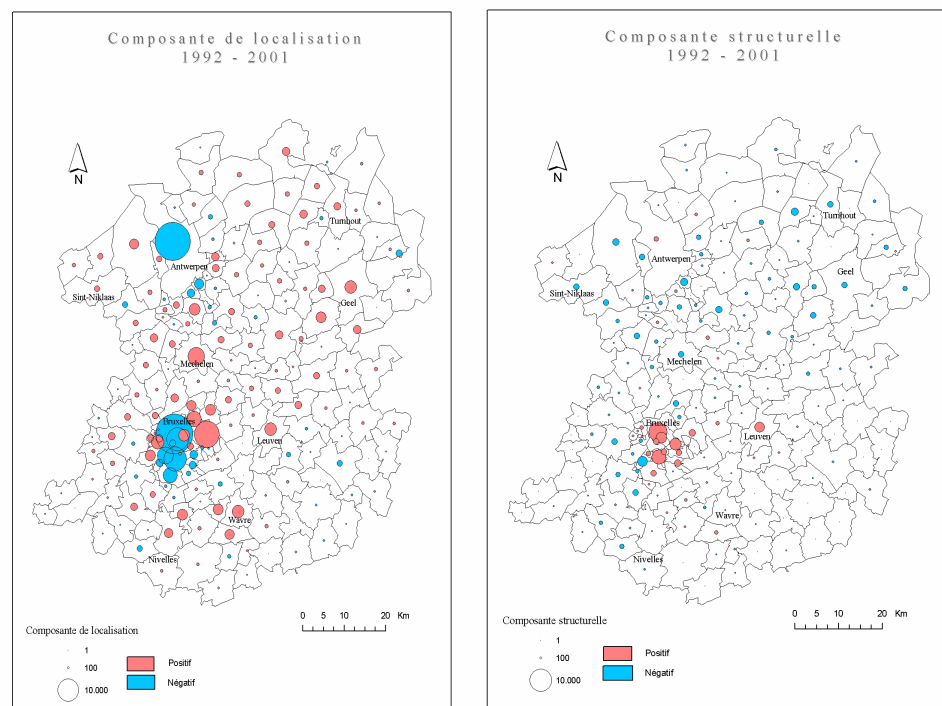 Composante de localisation
1992 - 2001
N
Turnhout
Antwerpen
Sint-Niklaas
Geel
Mechelen
Bruxelles
Leuven
Wavre
Nivelles
0 5 10 20 Km
Composante de localisation
1
100
10.000
Positif
Négatif
Composante structurelle
1992 - 2001
N
Turnhout
Antwerpen
Geel
Sint-Niklaas
Mechelen
Bruxelles
Leuven
Wavre
Nivelles
0 5 10 20 Km
Composante structurelle
1
100
10.000
Positif
Négatif